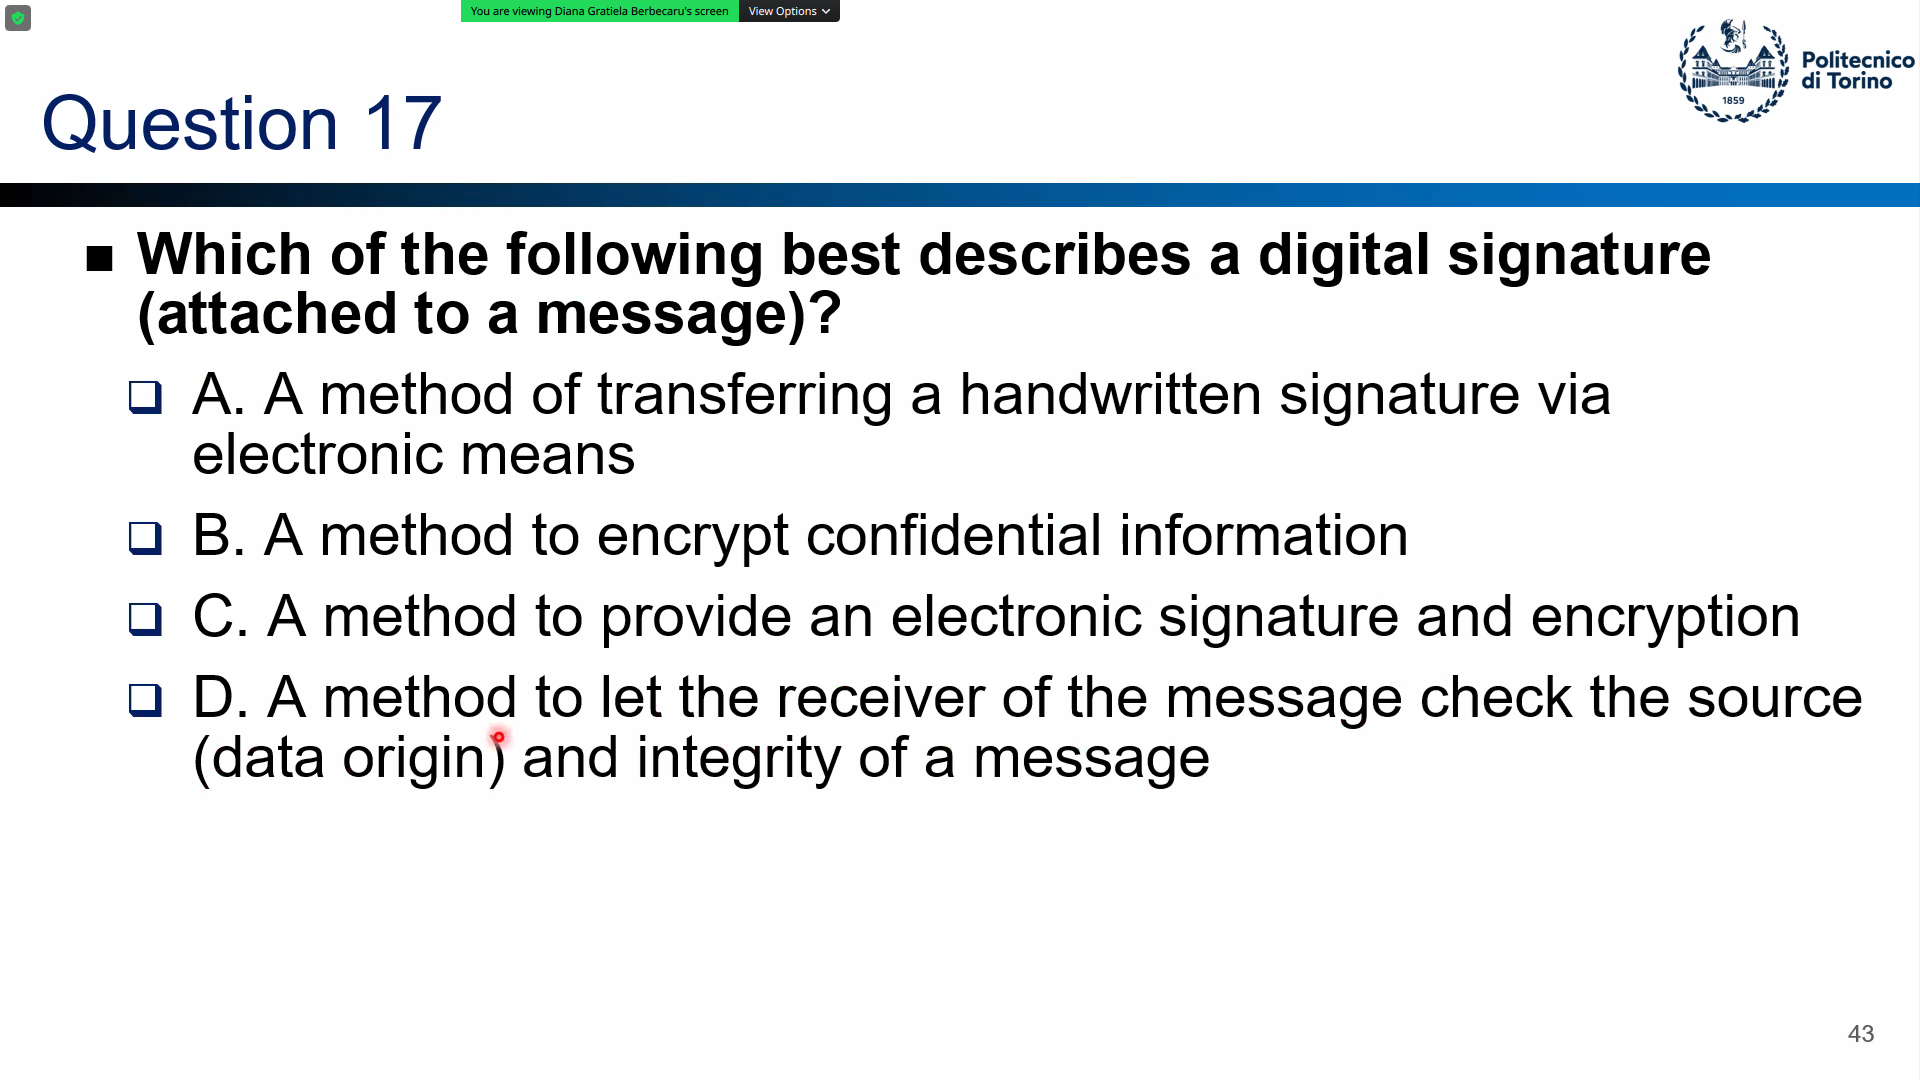 You are viewing Diana Gratiela Berbecaru's screen
View Options
Politecnico
di Torino
1859
Question 17
Which of the following best describes a digital signature
(attached to a message)?
A. A method of transferring a handwritten signature via
electronic means
B. A method to encrypt confidential information
C. A method to provide an electronic signature and encryption
D. A method to let the receiver of the message check the source
(data origin) and integrity of a message
43